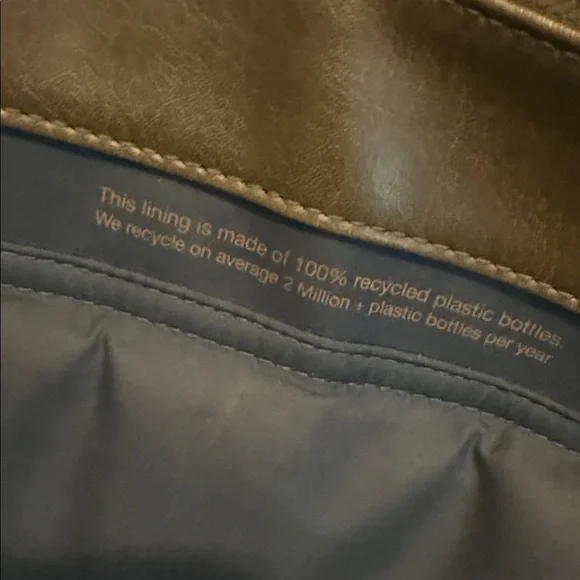 This lining is made of 100% recycled plastic bottles.
We recycle on average 2 Million + plastic bottles per year.